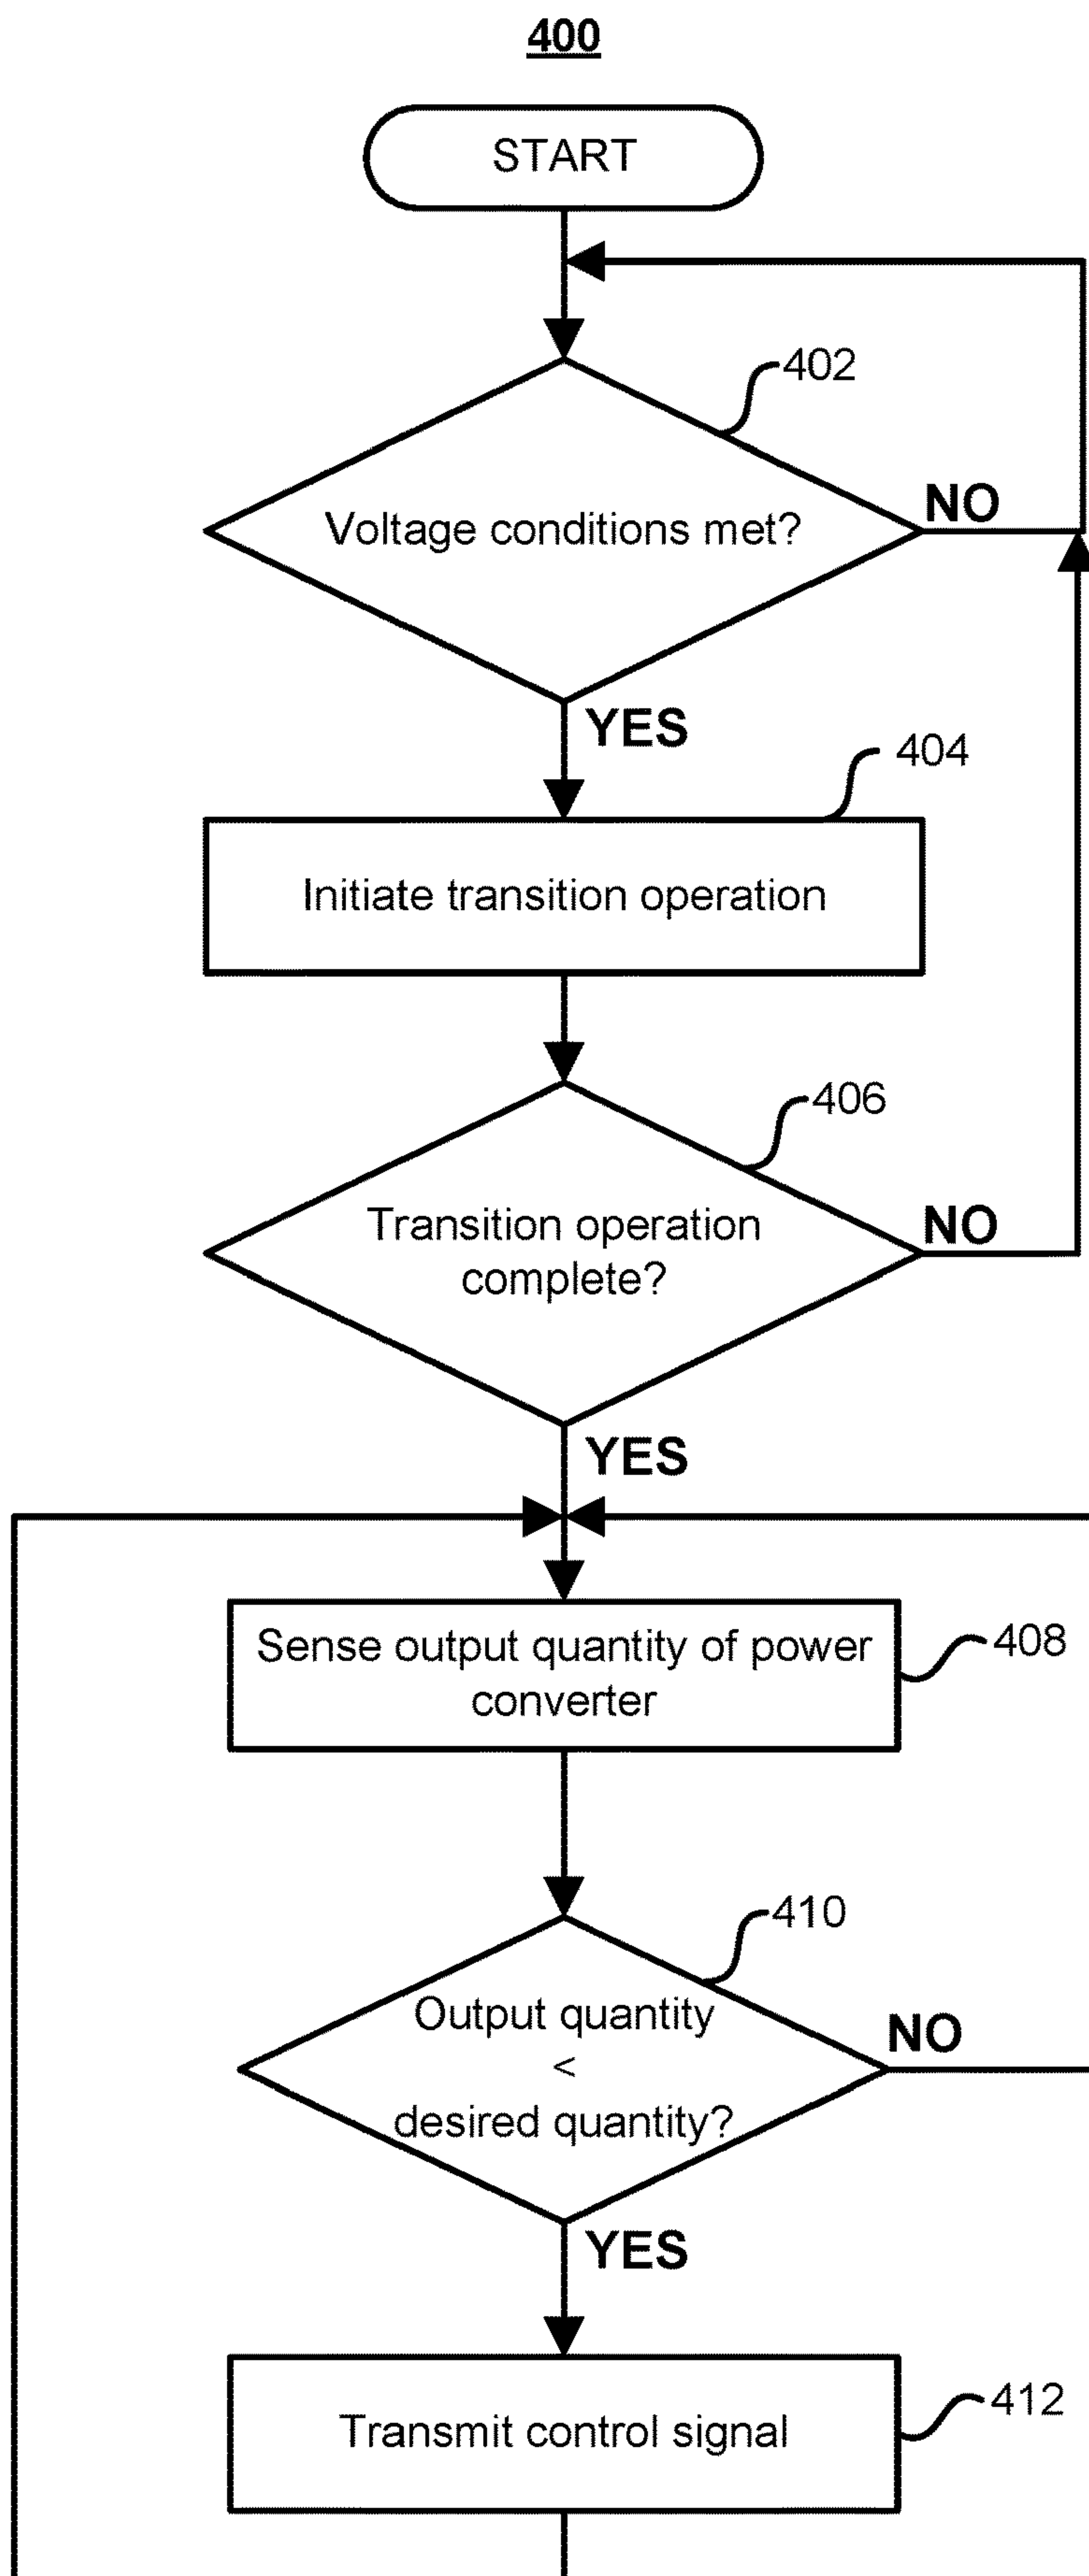 400
START
402
Voltage conditions met?
NO
YES
404
Initiate transition operation
406
Transition operation
complete?
NO
YES
Sense output quantity of power
converter
408
410
Output quantity
<
desired quantity?
NO
YES
Transmit control signal
412